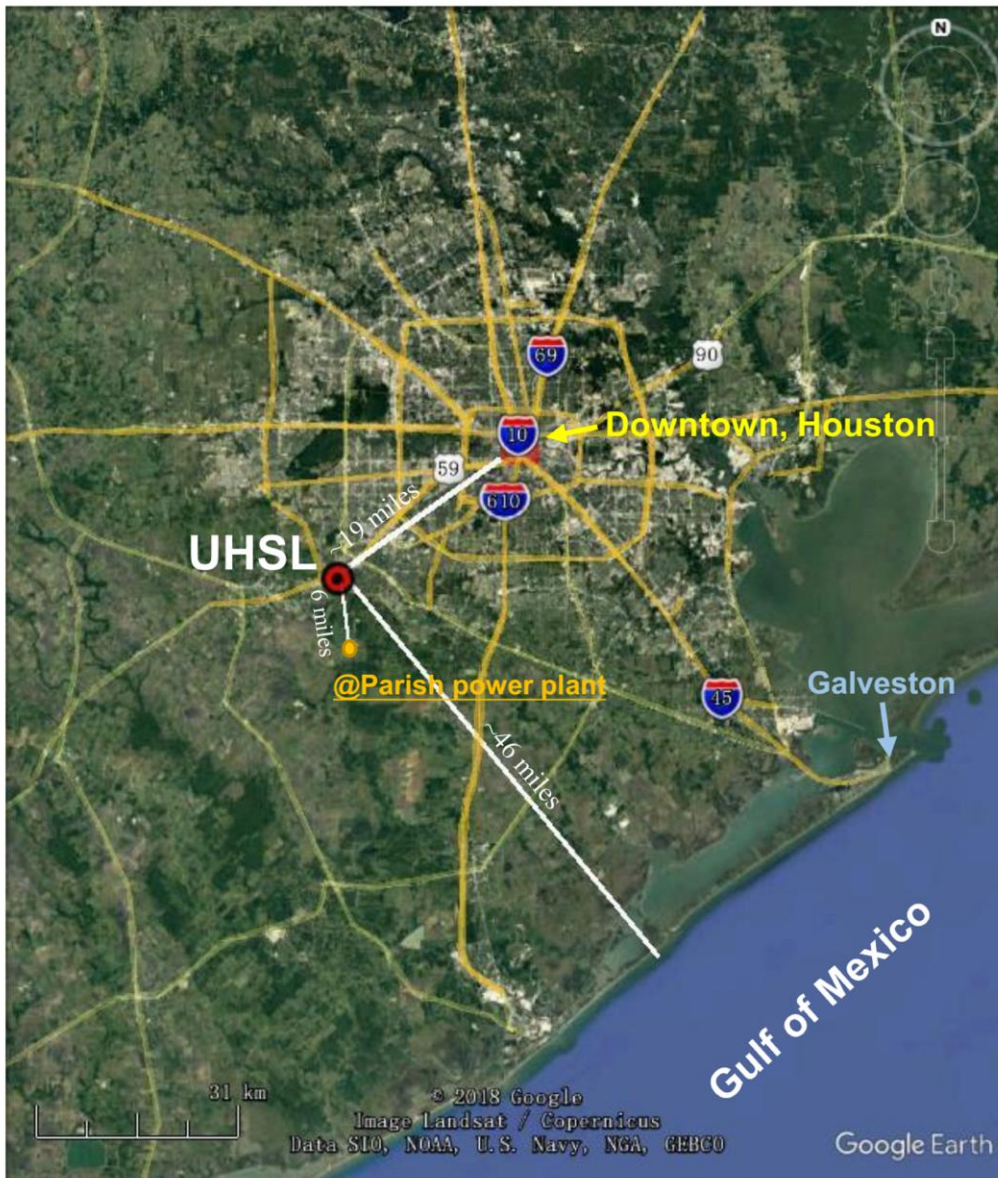 N
69
90
10
Downtown, Houston
59
610
~19 miles
UHSL
6 miles
@Parish power plant
45
Galveston
~46 miles
Gulf of Mexico
31 km
© 2018 Google
Image Landsat / Copernicus
Data SIO, NOAA, U.S. Navy, NGA, GEBCO
Google Earth